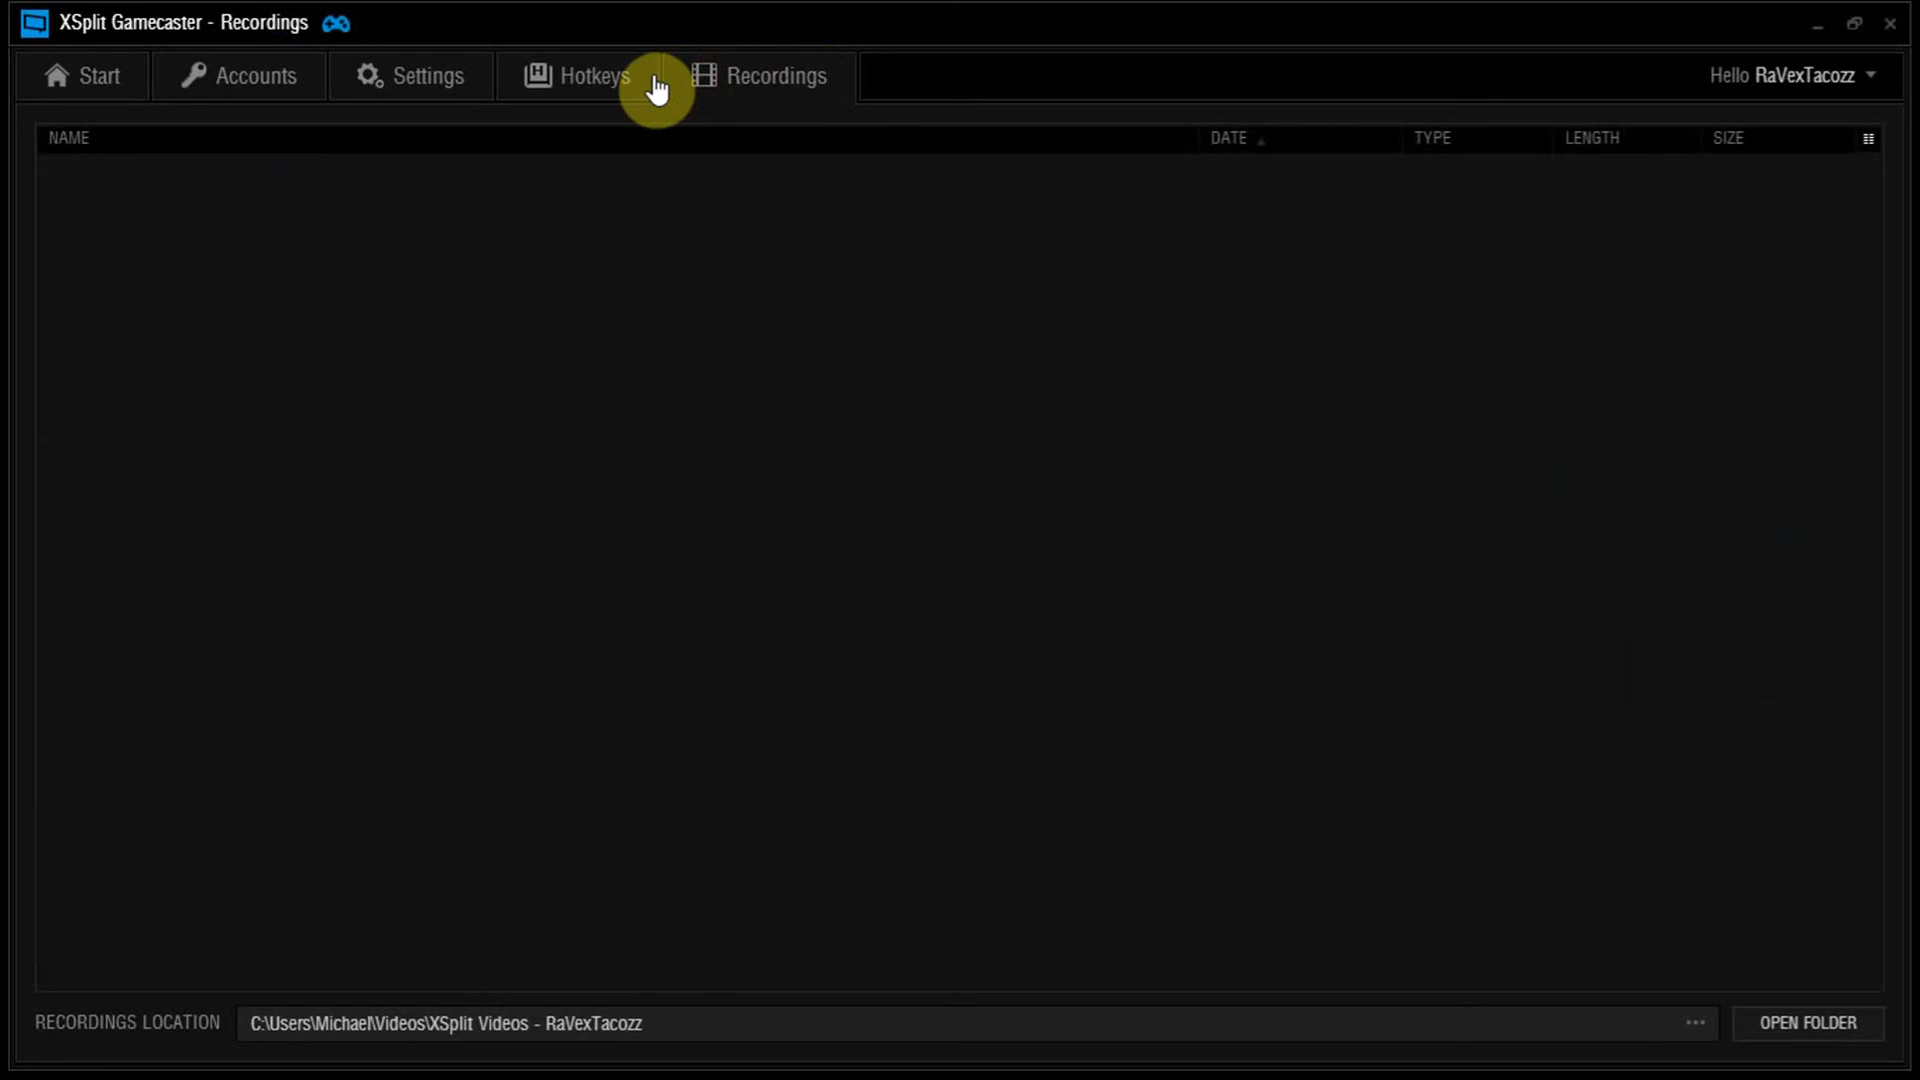 XSplit Gamecaster - Recordings
Start Accounts Settings Hotkeys Recordings Hello RaVexTacozz
NAME DATE TYPE LENGTH SIZE
RECORDINGS LOCATION C:\Users\Michael\Videos\XSplit Videos - RaVexTacozz ... OPEN FOLDER